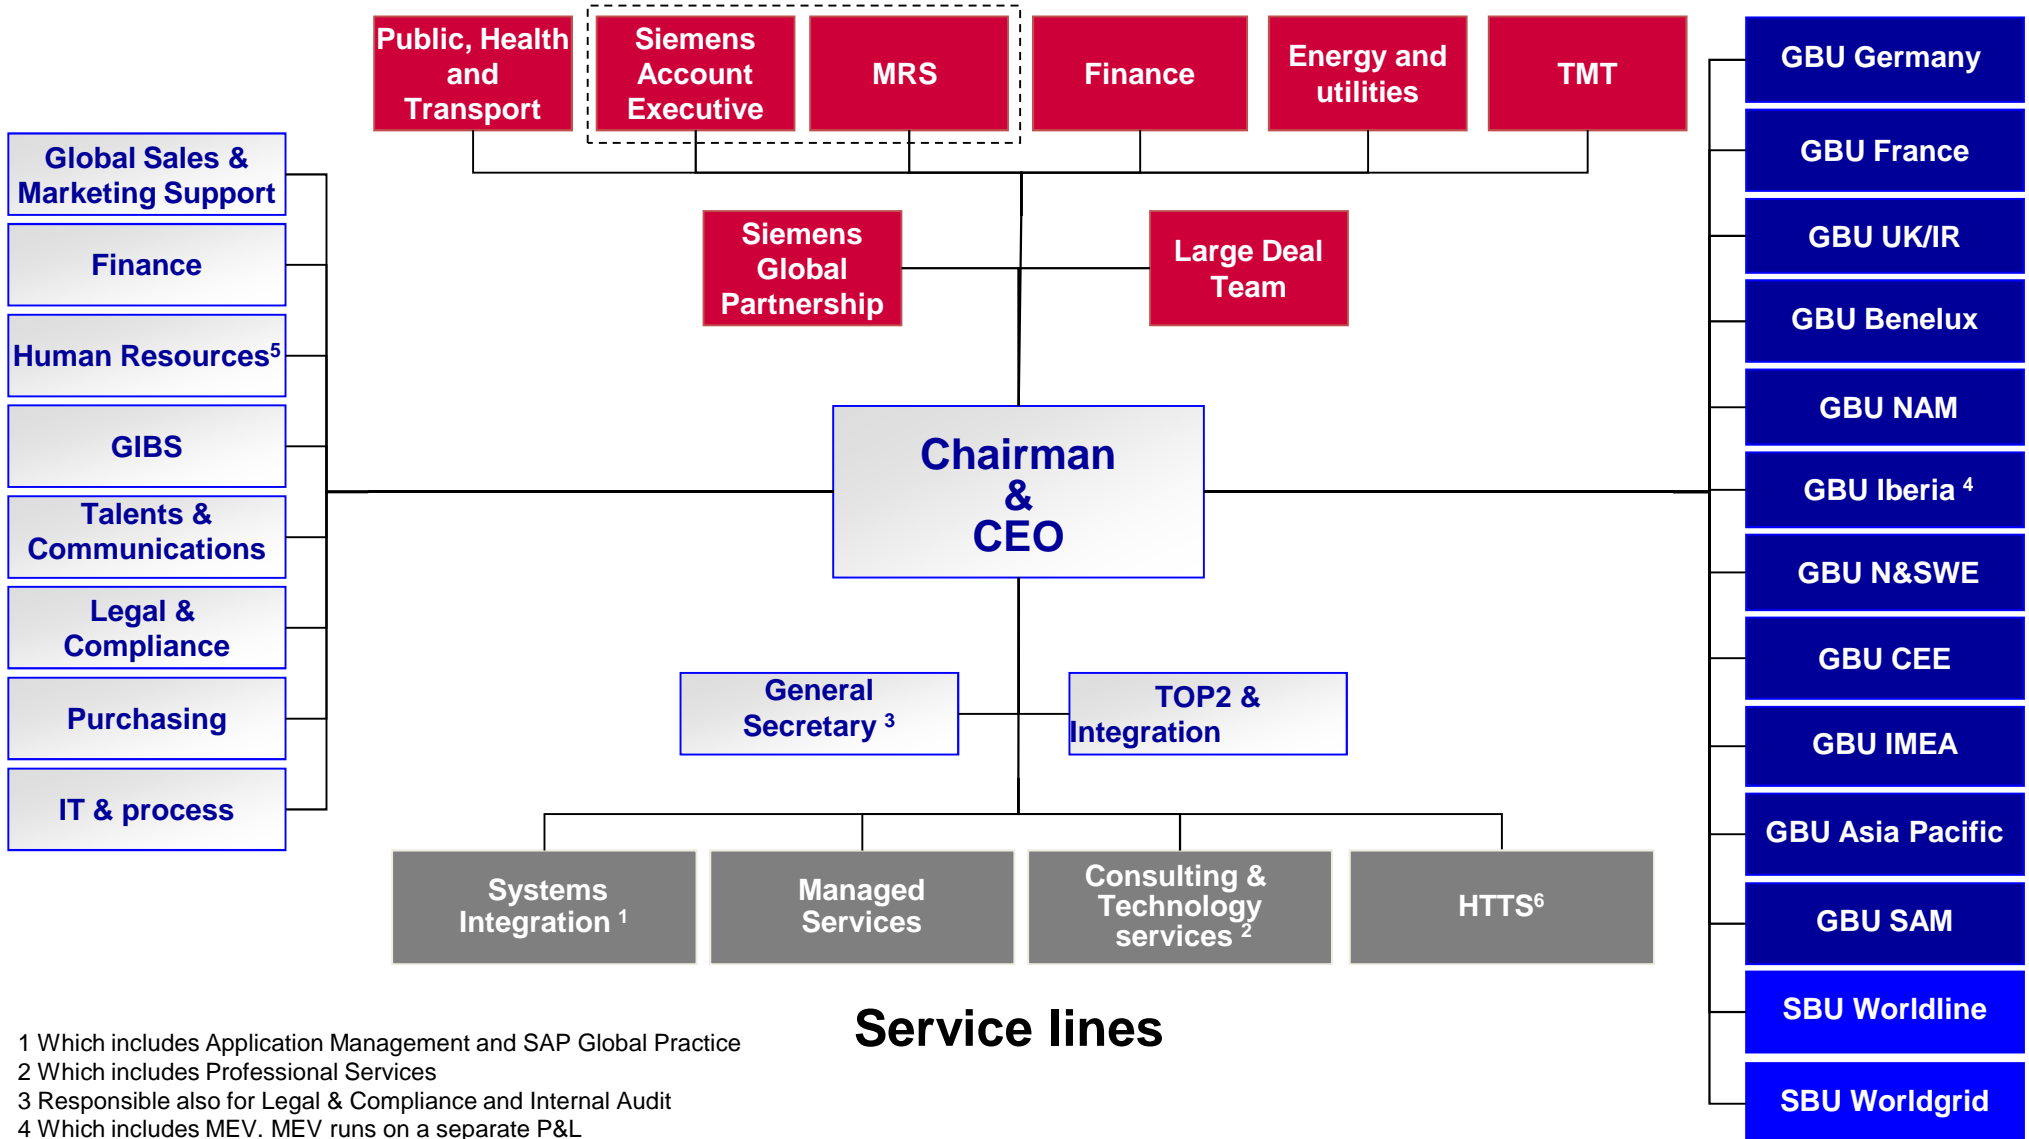 Public, Health
and
Transport
Siemens
Account
Executive
MRS
Finance
Energy and
utilities
TMT
Siemens
Global
Partnership
Large Deal
Team
Global Sales &
Marketing Support
Finance
Human Resources5
GIBS
Talents &
Communications
Legal &
Compliance
Purchasing
IT & process
Chairman
&
CEO
General
Secretary 3
TOP2 &
Integration
Systems
Integration 1
Managed
Services
Consulting &
Technology
services 2
HTTS6
Service lines
GBU Germany
GBU France
GBU UK/IR
GBU Benelux
GBU NAM
GBU Iberia 4
GBU N&SWE
GBU CEE
GBU IMEA
GBU Asia Pacific
GBU SAM
SBU Worldline
SBU Worldgrid
1 Which includes Application Management and SAP Global Practice
2 Which includes Professional Services
3 Responsible also for Legal & Compliance and Internal Audit
4 Which includes MEV. MEV runs on a separate P&L